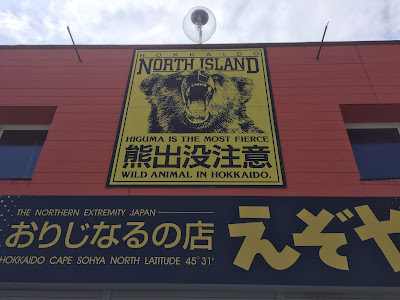 HOKKAIDO
NORTH ISLAND
HIGUMA IS THE MOST FIERCE
熊出没注意
WILD ANIMAL IN HOKKAIDO.
THE NORTHERN EXTREMITY JAPAN
おりじなるの店 えぞや
HOKKAIDO CAPE SOHYA NORTH LATITUDE 45°31'